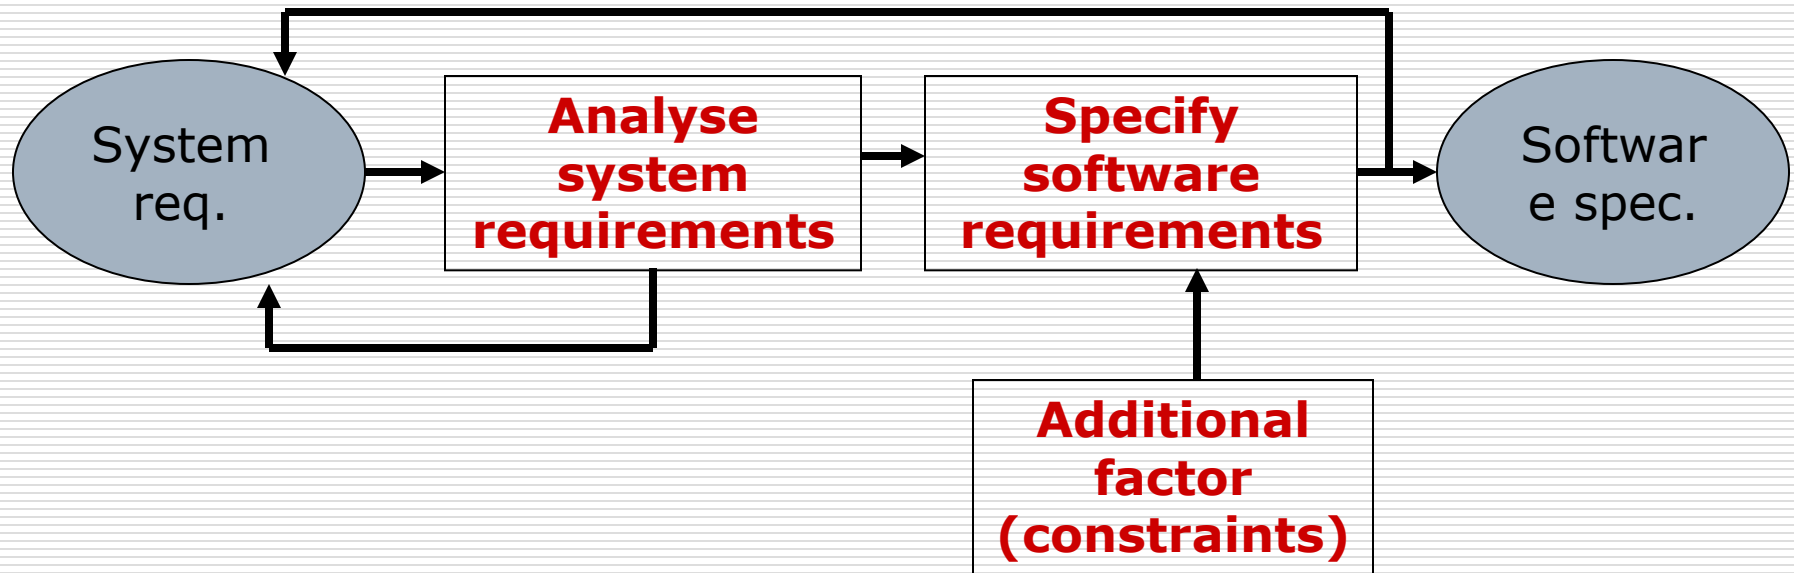 System
req.
Analyse
system
requirements
Specify
software
requirements
Softwar
e spec.
Additional
factor
(constraints)